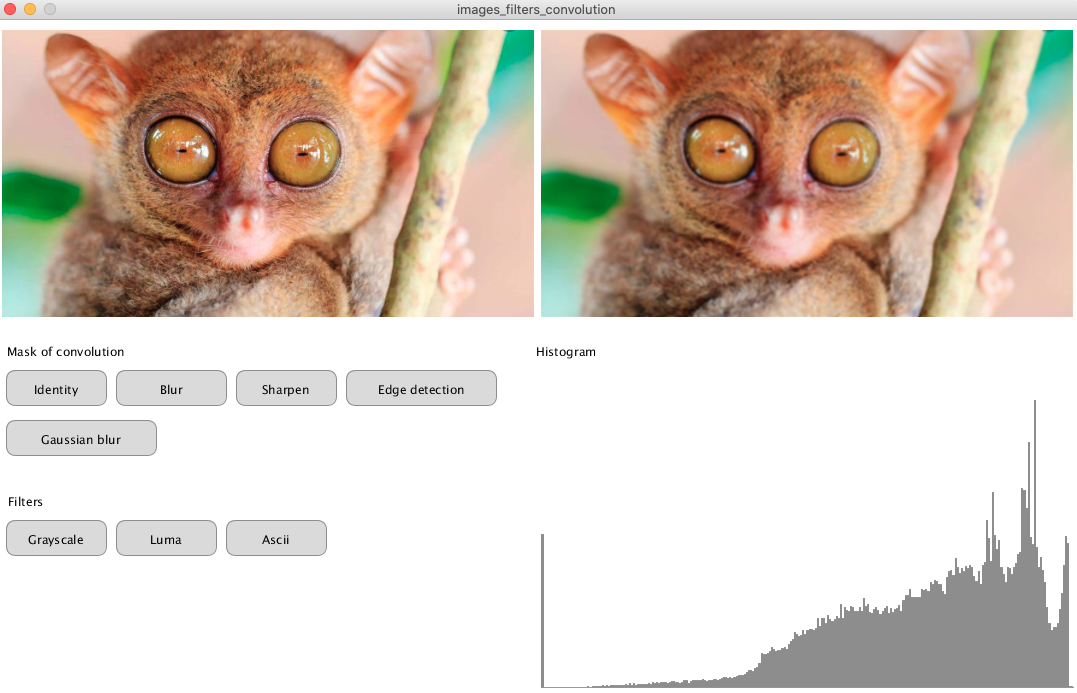 images_filters_convolution
Mask of convolution
Histogram
Identity
Blur
Sharpen
Edge detection
Gaussian blur
Filters
Grayscale
Luma
Ascii